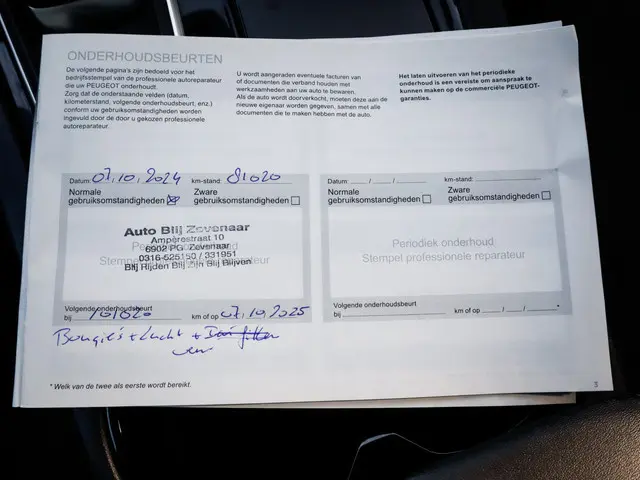 ONDERHOUDSBEURTEN
De volgende pagina's zijn bedoeld voor het
bedrijfsstempel van de professionele autoreparateur
die uw PEUGEOT onderhoudt.
Zorg dat de onderstaande velden (datum,
kilometerstand, volgende onderhoudsbeurt, enz.)
conform uw gebruiksomstandigheden worden
ingevuld door de door u gekozen professionele
autoreparateur.
U wordt aangeraden eventuele facturen van
of documenten die verband houden met
werkzaamheden aan uw auto te bewaren.
Als de auto wordt doorverkocht, moeten deze aan de
nieuwe eigenaar worden gegeven, samen met alle
documenten die te maken hebben met de auto.
Het laten uitvoeren van het periodieke
onderhoud is een vereiste om aanspraak te
kunnen maken op de commerciële PEUGEOT-
garanties.
Datum: 07.10.2024 km-stand: 81020
Normale
gebruiksomstandigheden
Zware
gebruiksomstandigheden
Auto Blij Zevenaar
Ampèrestraat 10
6902 PG Zevenaar
0316-525150 / 331951
Blij Rijden Blij Zijn Blij Blijven
Volgende onderhoudsbeurt
bij 101020 km of op 07.10.2025
Bougie's + Lucht +
* Welk van de twee als eerste wordt bereikt.
Datum: / / km-stand:
Normale
gebruiksomstandigheden
Zware
gebruiksomstandigheden
Periodiek onderhoud
Stempel professionele reparateur
Volgende onderhoudsbeurt
bij km of op / / *